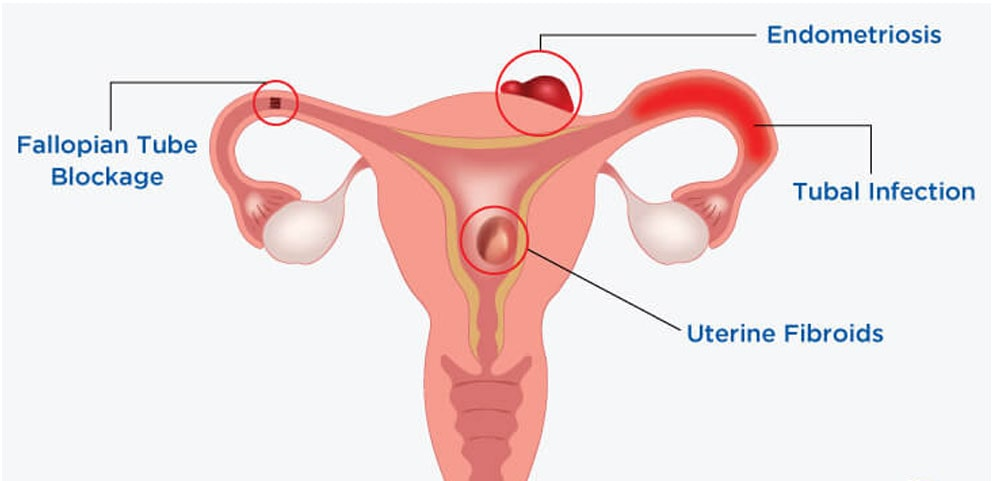 Endometriosis
Fallopian Tube
Blockage
Tubal Infection
Uterine Fibroids